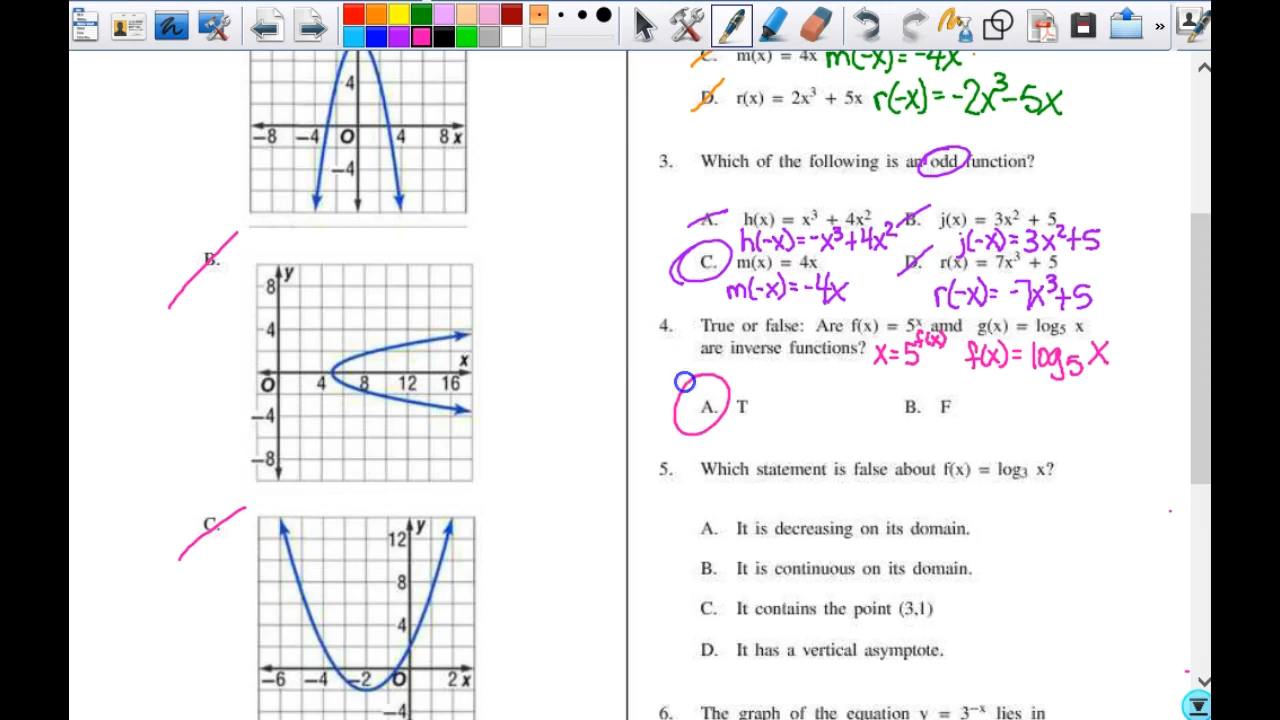 4
−8 −4 O 4 8 x
−4
B.
y
8
4
x
O 4 8 12 16
−4
−8
C.
y
12
8
4
−6 −4 −2 O 2 x
−4
C. m(x) = 4x m(-x) = -4x
D. r(x) = 2x³ + 5x r(-x) = -2x³ - 5x
3. Which of the following is an odd function?
A. h(x) = x³ + 4x² B. j(x) = 3x² + 5
h(-x) = -x³ + 4x² j(-x) = 3x² + 5
C. m(x) = 4x D. r(x) = 7x³ + 5
m(-x) = -4x r(-x) = -7x³ + 5
4. True or false: Are f(x) = 5ˣ amd g(x) = log₅ x
are inverse functions? x = 5^f(x) f(x) = log₅ x
A. T B. F
5. Which statement is false about f(x) = log₃ x?
A. It is decreasing on its domain.
B. It is continuous on its domain.
C. It contains the point (3,1)
D. It has a vertical asymptote.
6. The graph of the equation y = 3⁻ˣ lies in